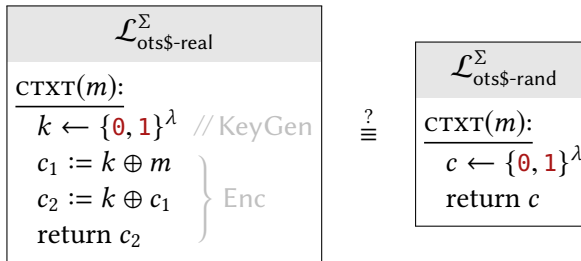 𝓛^Σ_ots$-real
CTXT(m):
k ← {0, 1}^λ // KeyGen
c₁ := k ⊕ m
c₂ := k ⊕ c₁
} Enc
return c₂
≟
𝓛^Σ_ots$-rand
CTXT(m):
c ← {0, 1}^λ
return c